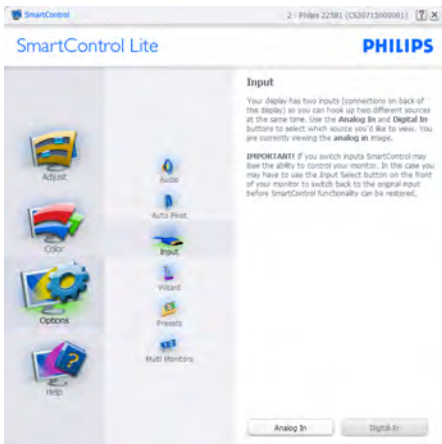 SmartControl
2 - Philips 225B1 (CS30715000001)
SmartControl Lite
PHILIPS
Adjust
Color
Options
Help
Audio
Auto Pivot
Input
Wizard
Presets
Multi Monitors
Input
Your display has two inputs (connections on back of
the display) so you can hook up two different sources
at the same time. Use the Analog In and Digital In
buttons to select which source you'd like to view. You
are currently viewing the analog in image.
IMPORTANT! If you switch inputs SmartControl may
lose the ability to control your monitor. In this case you
may have to use the Input Select button on the front
of your monitor to switch back to the original input
before SmartControl functionality can be restored.
Analog In
Digital In